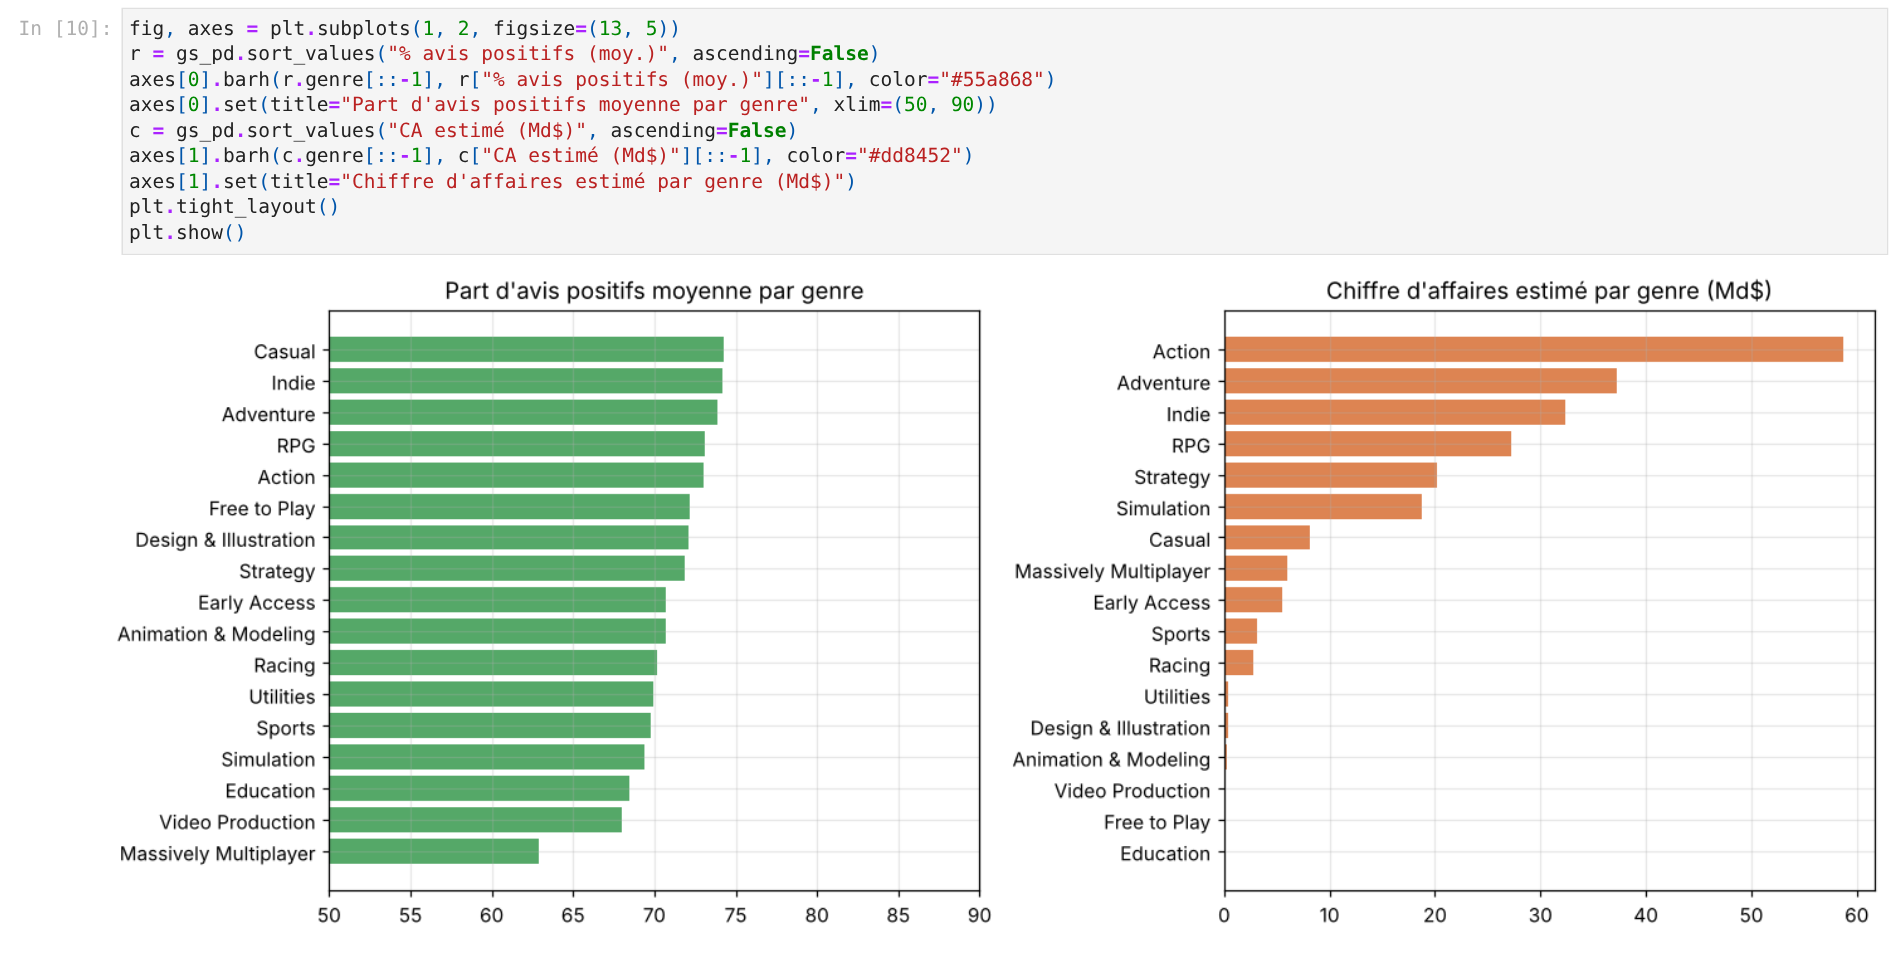 In [10]:
fig, axes = plt.subplots(1, 2, figsize=(13, 5))
r = gs_pd.sort_values("% avis positifs (moy.)", ascending=False)
axes[0].barh(r.genre[::-1], r["% avis positifs (moy.)"][::-1], color="#55a868")
axes[0].set(title="Part d'avis positifs moyenne par genre", xlim=(50, 90))
c = gs_pd.sort_values("CA estimé (Md$)", ascending=False)
axes[1].barh(c.genre[::-1], c["CA estimé (Md$)"][::-1], color="#dd8452")
axes[1].set(title="Chiffre d'affaires estimé par genre (Md$)")
plt.tight_layout()
plt.show()
Part d'avis positifs moyenne par genre
Casual
Indie
Adventure
RPG
Action
Free to Play
Design & Illustration
Strategy
Early Access
Animation & Modeling
Racing
Utilities
Sports
Simulation
Education
Video Production
Massively Multiplayer
50 55 60 65 70 75 80 85 90
Chiffre d'affaires estimé par genre (Md$)
Action
Adventure
Indie
RPG
Strategy
Simulation
Casual
Massively Multiplayer
Early Access
Sports
Racing
Utilities
Design & Illustration
Animation & Modeling
Video Production
Free to Play
Education
0 10 20 30 40 50 60